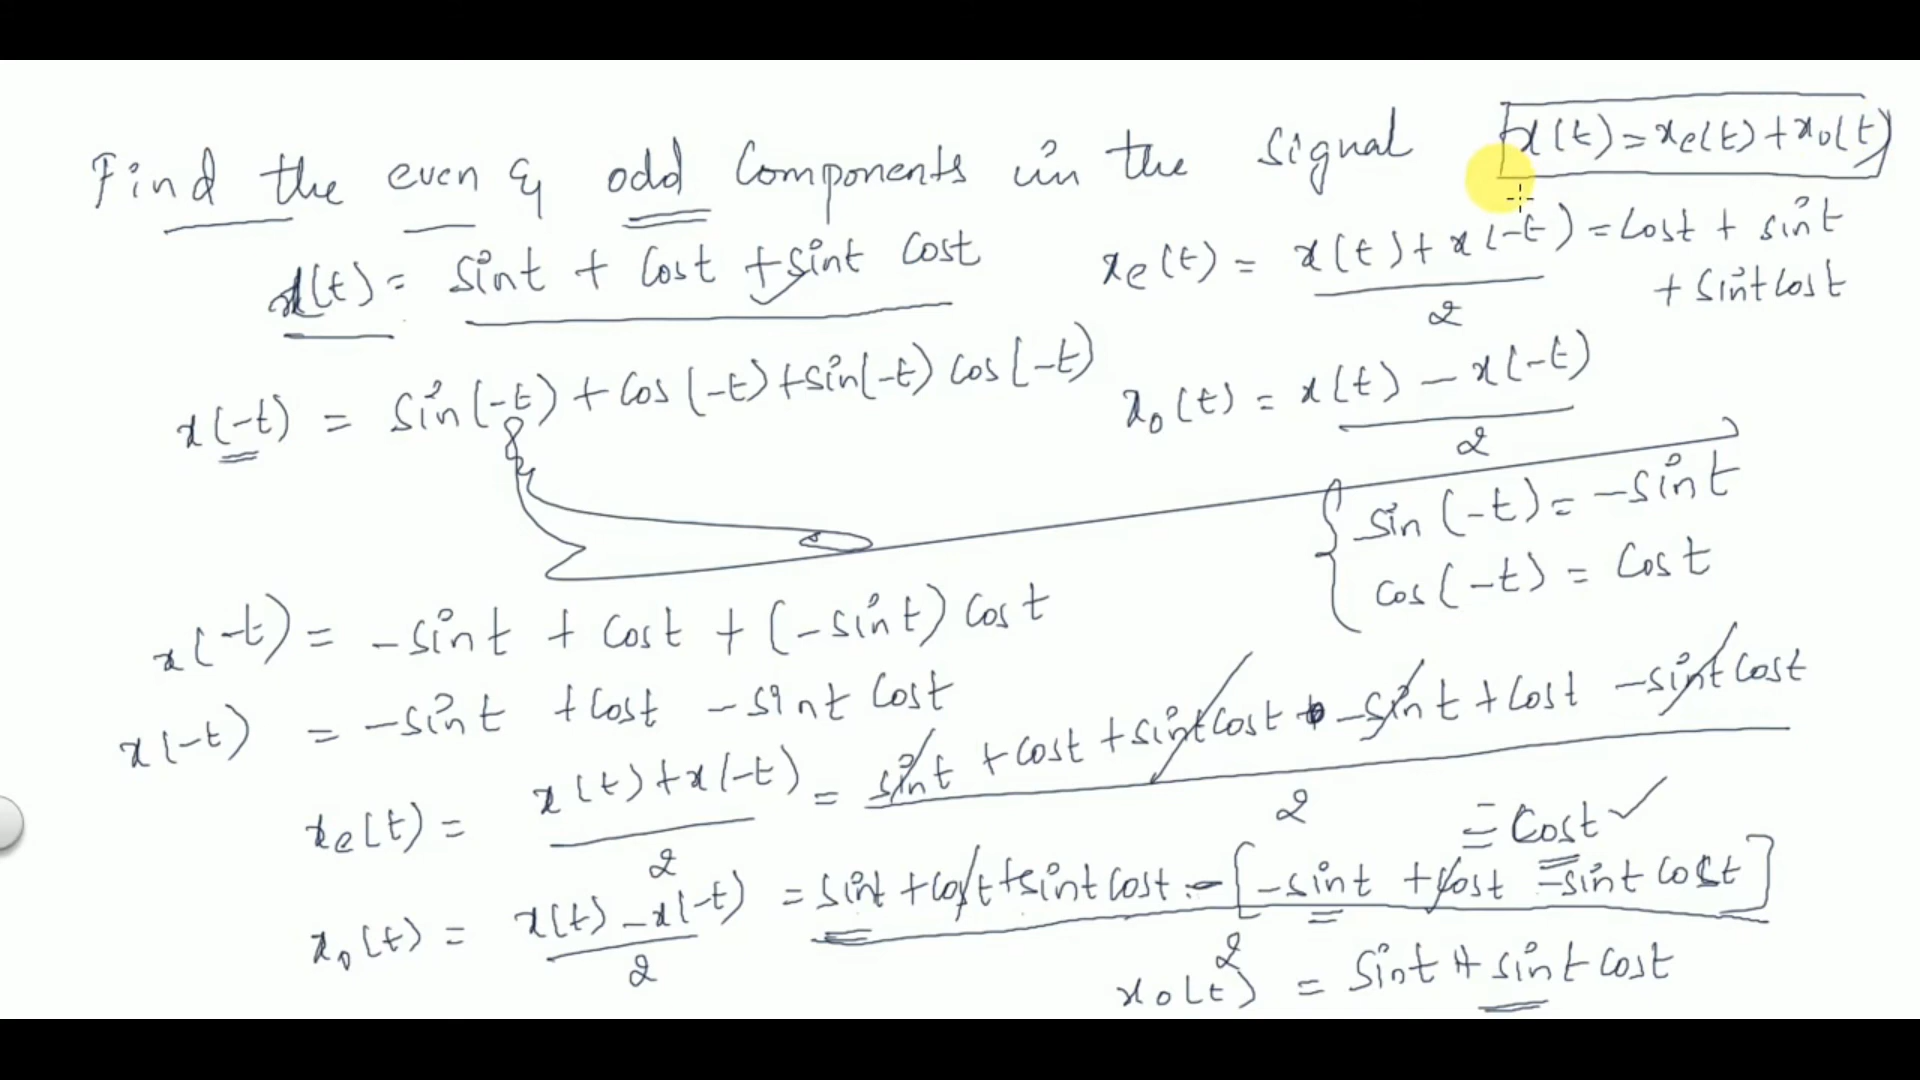 Find the even & odd Components in the signal
x(t) = xe(t) + xo(t)
x(t) = sint + cost + sint cost
xe(t) = x(t) + x(-t) / 2 = cost + sint + sint cost
x(-t) = sin(-t) + cos(-t) + sin(-t) cos(-t)
xo(t) = x(t) - x(-t) / 2
sin(-t) = -sint
cos(-t) = cost
x(-t) = -sint + cost + (-sint) cost
x(-t) = -sint + cost - sint cost
xe(t) = x(t) + x(-t) / 2 = sint + cost + sint cost + -sint + cost - sint cost / 2
= cost
xo(t) = x(t) - x(-t) / 2 = sint + cost + sint cost - [-sint + cost - sint cost] / 2
xo(t) = sint + sint cost